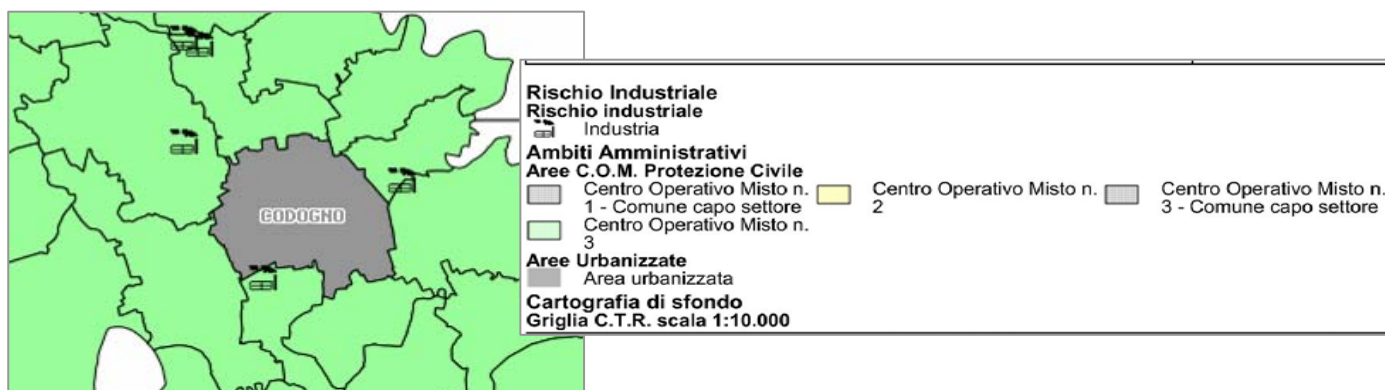 CODOGNO
Rischio Industriale
Rischio industriale
Industria
Ambiti Amministrativi
Aree C.O.M. Protezione Civile
Centro Operativo Misto n.
1 - Comune capo settore
Centro Operativo Misto n.
2
Centro Operativo Misto n.
3 - Comune capo settore
Centro Operativo Misto n.
3
Aree Urbanizzate
Area urbanizzata
Cartografia di sfondo
Griglia C.T.R. scala 1:10.000